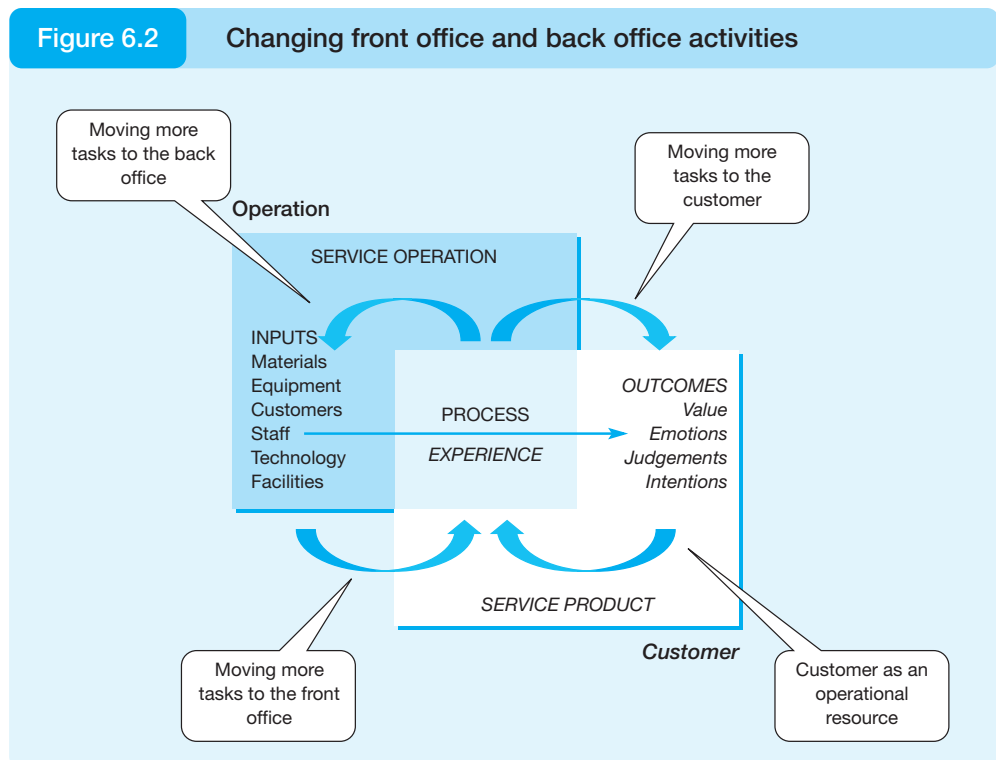 Figure 6.2
Changing front office and back office activities
Moving more
tasks to the back
office
Moving more
tasks to the
customer
Operation
SERVICE OPERATION
INPUTS
Materials
Equipment
Customers
Staff
Technology
Facilities
PROCESS
EXPERIENCE
OUTCOMES
Value
Emotions
Judgements
Intentions
SERVICE PRODUCT
Customer
Moving more
tasks to the front
office
Customer as an
operational
resource